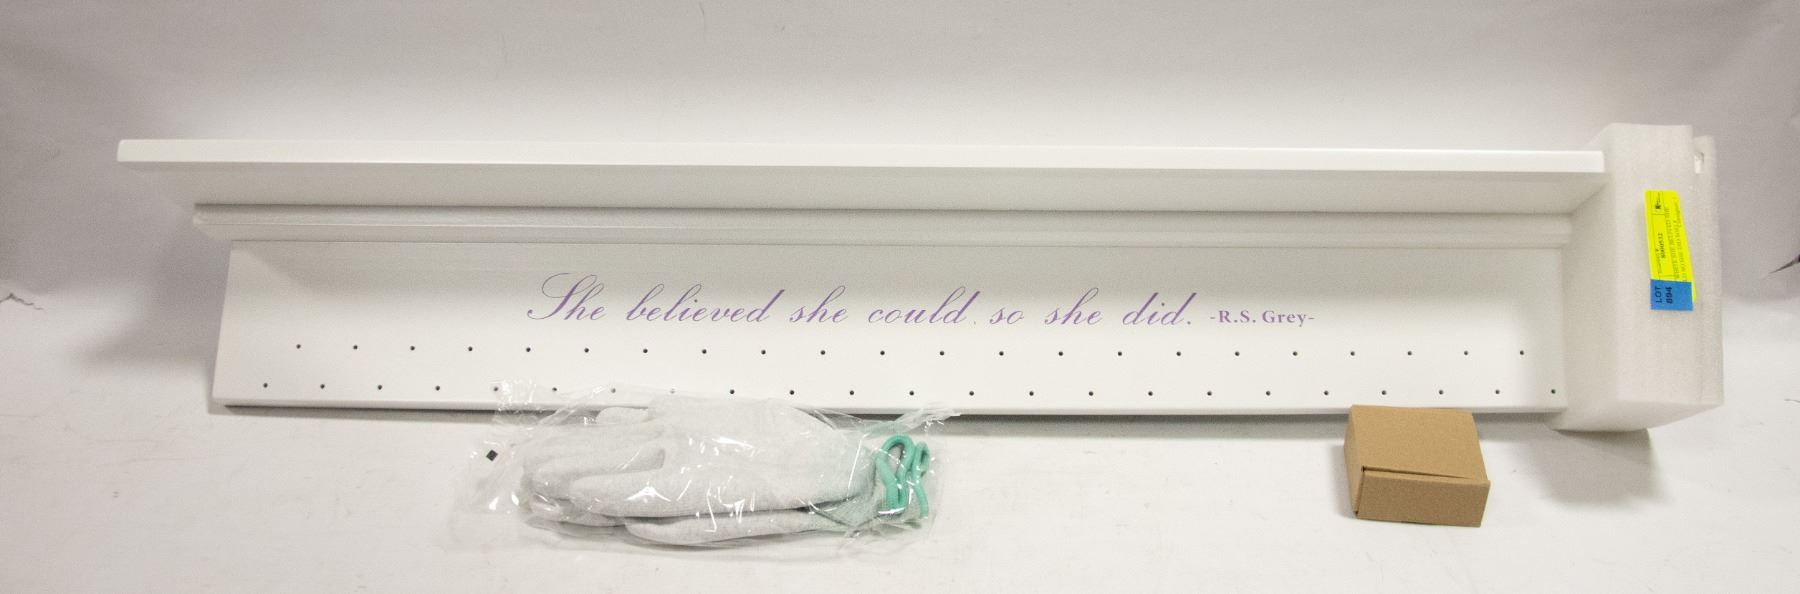 She believed she could so she did. -R.S. Grey-
LOT
894